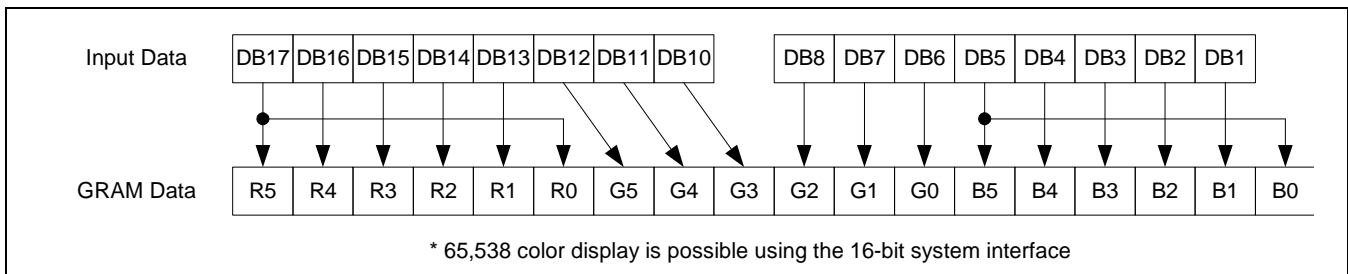 Input Data DB17 DB16 DB15 DB14 DB13 DB12 DB11 DB10 DB8 DB7 DB6 DB5 DB4 DB3 DB2 DB1
GRAM Data R5 R4 R3 R2 R1 R0 G5 G4 G3 G2 G1 G0 B5 B4 B3 B2 B1 B0
* 65,538 color display is possible using the 16-bit system interface